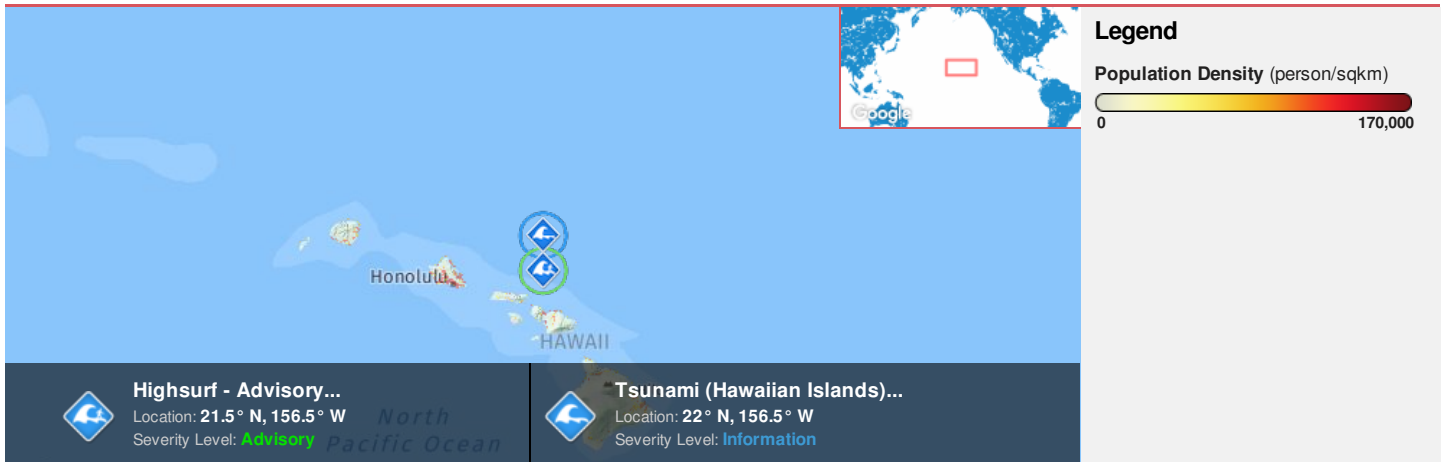 Google
Legend
Population Density (person/sqkm)
0 170,000
Honolulu
HAWAII
North
Pacific Ocean
Highsurf - Advisory...
Location: 21.5° N, 156.5° W
Severity Level: Advisory
Tsunami (Hawaiian Islands)...
Location: 22° N, 156.5° W
Severity Level: Information